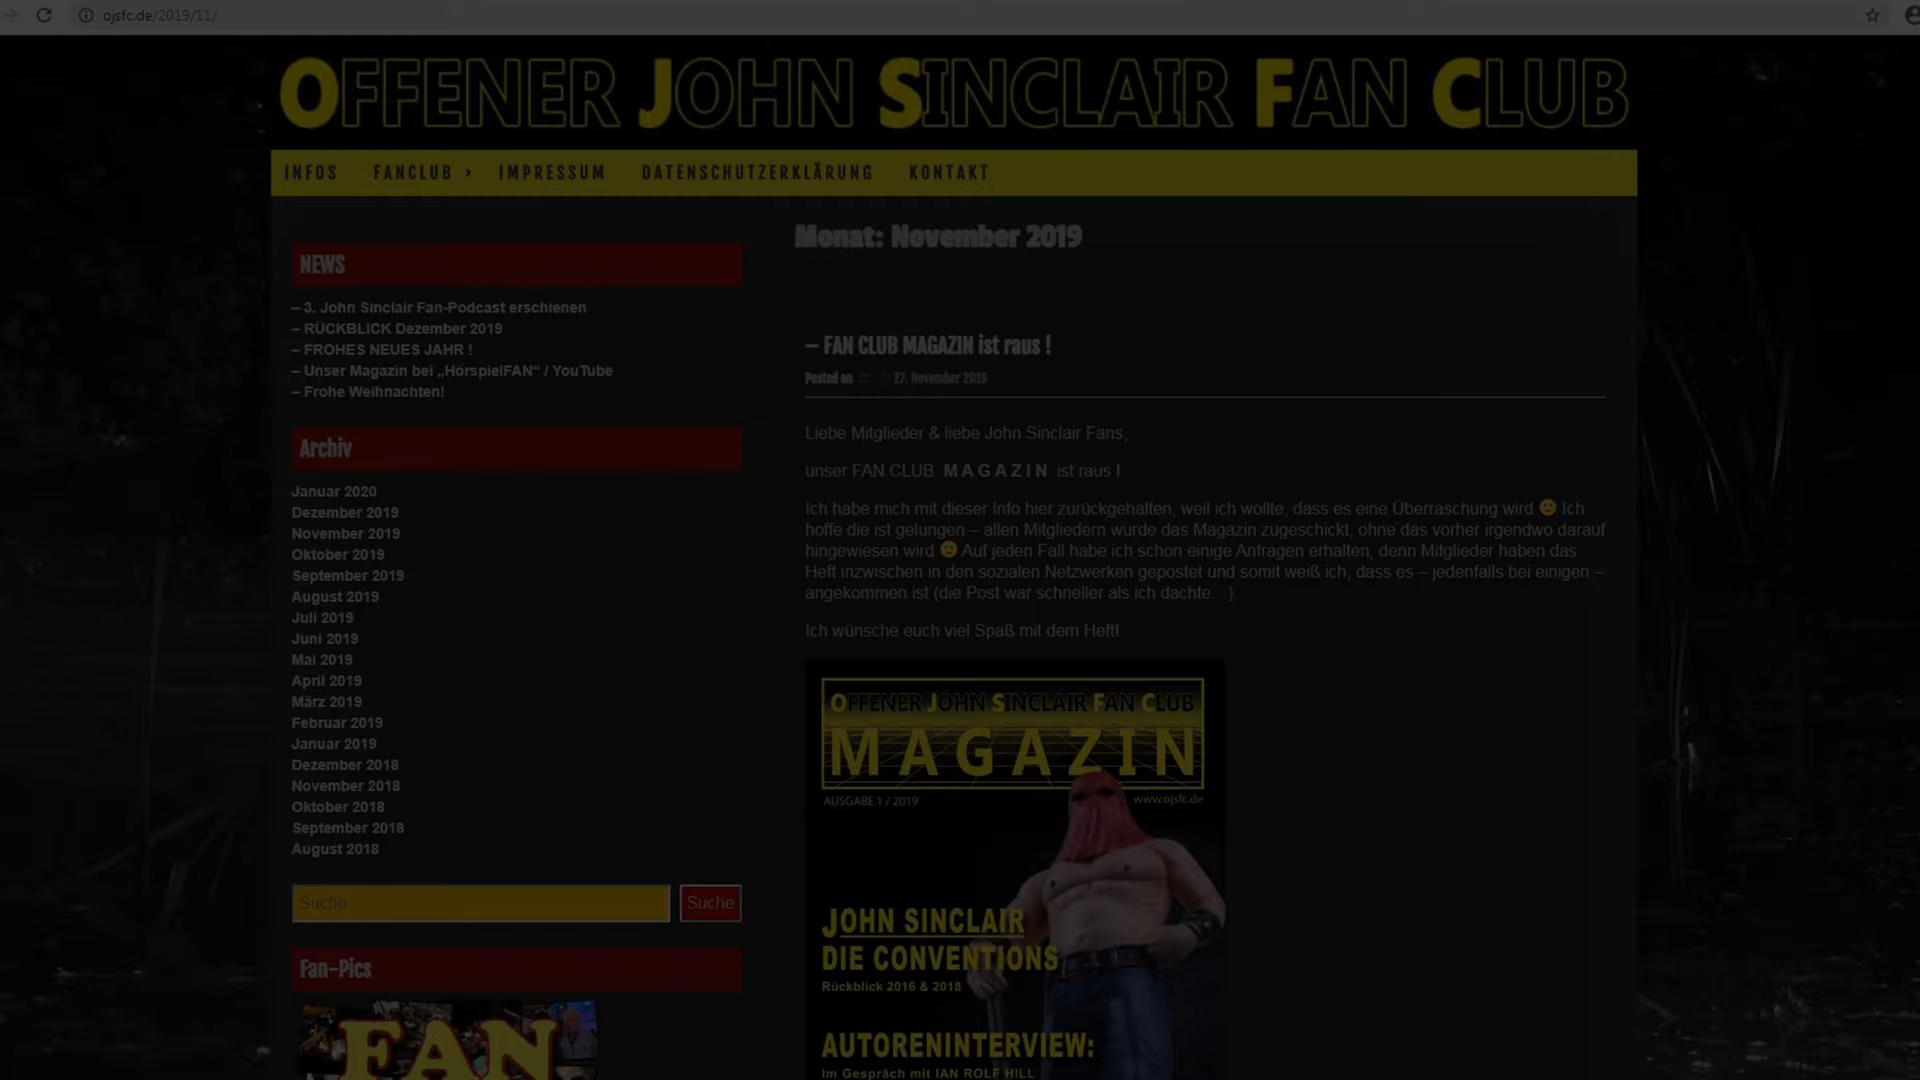 ojsfc.de/2019/11/
OFFENER JOHN SINCLAIR FAN CLUB
INFOS FANCLUB › IMPRESSUM DATENSCHUTZERKLÄRUNG KONTAKT
NEWS
– 3. John Sinclair Fan-Podcast erschienen
– RÜCKBLICK Dezember 2019
– FROHES NEUES JAHR !
– Unser Magazin bei „HörspielFAN“ / YouTube
– Frohe Weihnachten!
Archiv
Januar 2020
Dezember 2019
November 2019
Oktober 2019
September 2019
August 2019
Juli 2019
Juni 2019
Mai 2019
April 2019
März 2019
Februar 2019
Januar 2019
Dezember 2018
November 2018
Oktober 2018
September 2018
August 2018
Suche Suche
Fan-Pics
FAN
Monat: November 2019
– FAN CLUB MAGAZIN ist raus !
Posted on 27. November 2019
Liebe Mitglieder & liebe John Sinclair Fans,
unser FAN CLUB M A G A Z I N ist raus !
Ich habe mich mit dieser Info hier zurückgehalten, weil ich wollte, dass es eine Überraschung wird 🙂 Ich
hoffe die ist gelungen – allen Mitgliedern wurde das Magazin zugeschickt, ohne das vorher irgendwo darauf
hingewiesen wird 🙂 Auf jeden Fall habe ich schon einige Anfragen erhalten, denn Mitglieder haben das
Heft inzwischen in den sozialen Netzwerken gepostet und somit weiß ich, dass es – jedenfalls bei einigen –
angekommen ist (die Post war schneller als ich dachte…).
Ich wünsche euch viel Spaß mit dem Heft!
OFFENER JOHN SINCLAIR FAN CLUB
MAGAZIN
AUSGABE 1 / 2019 www.ojsfc.de
JOHN SINCLAIR
DIE CONVENTIONS
Rückblick 2016 & 2018
AUTORENINTERVIEW:
Im Gespräch mit IAN ROLF HILL